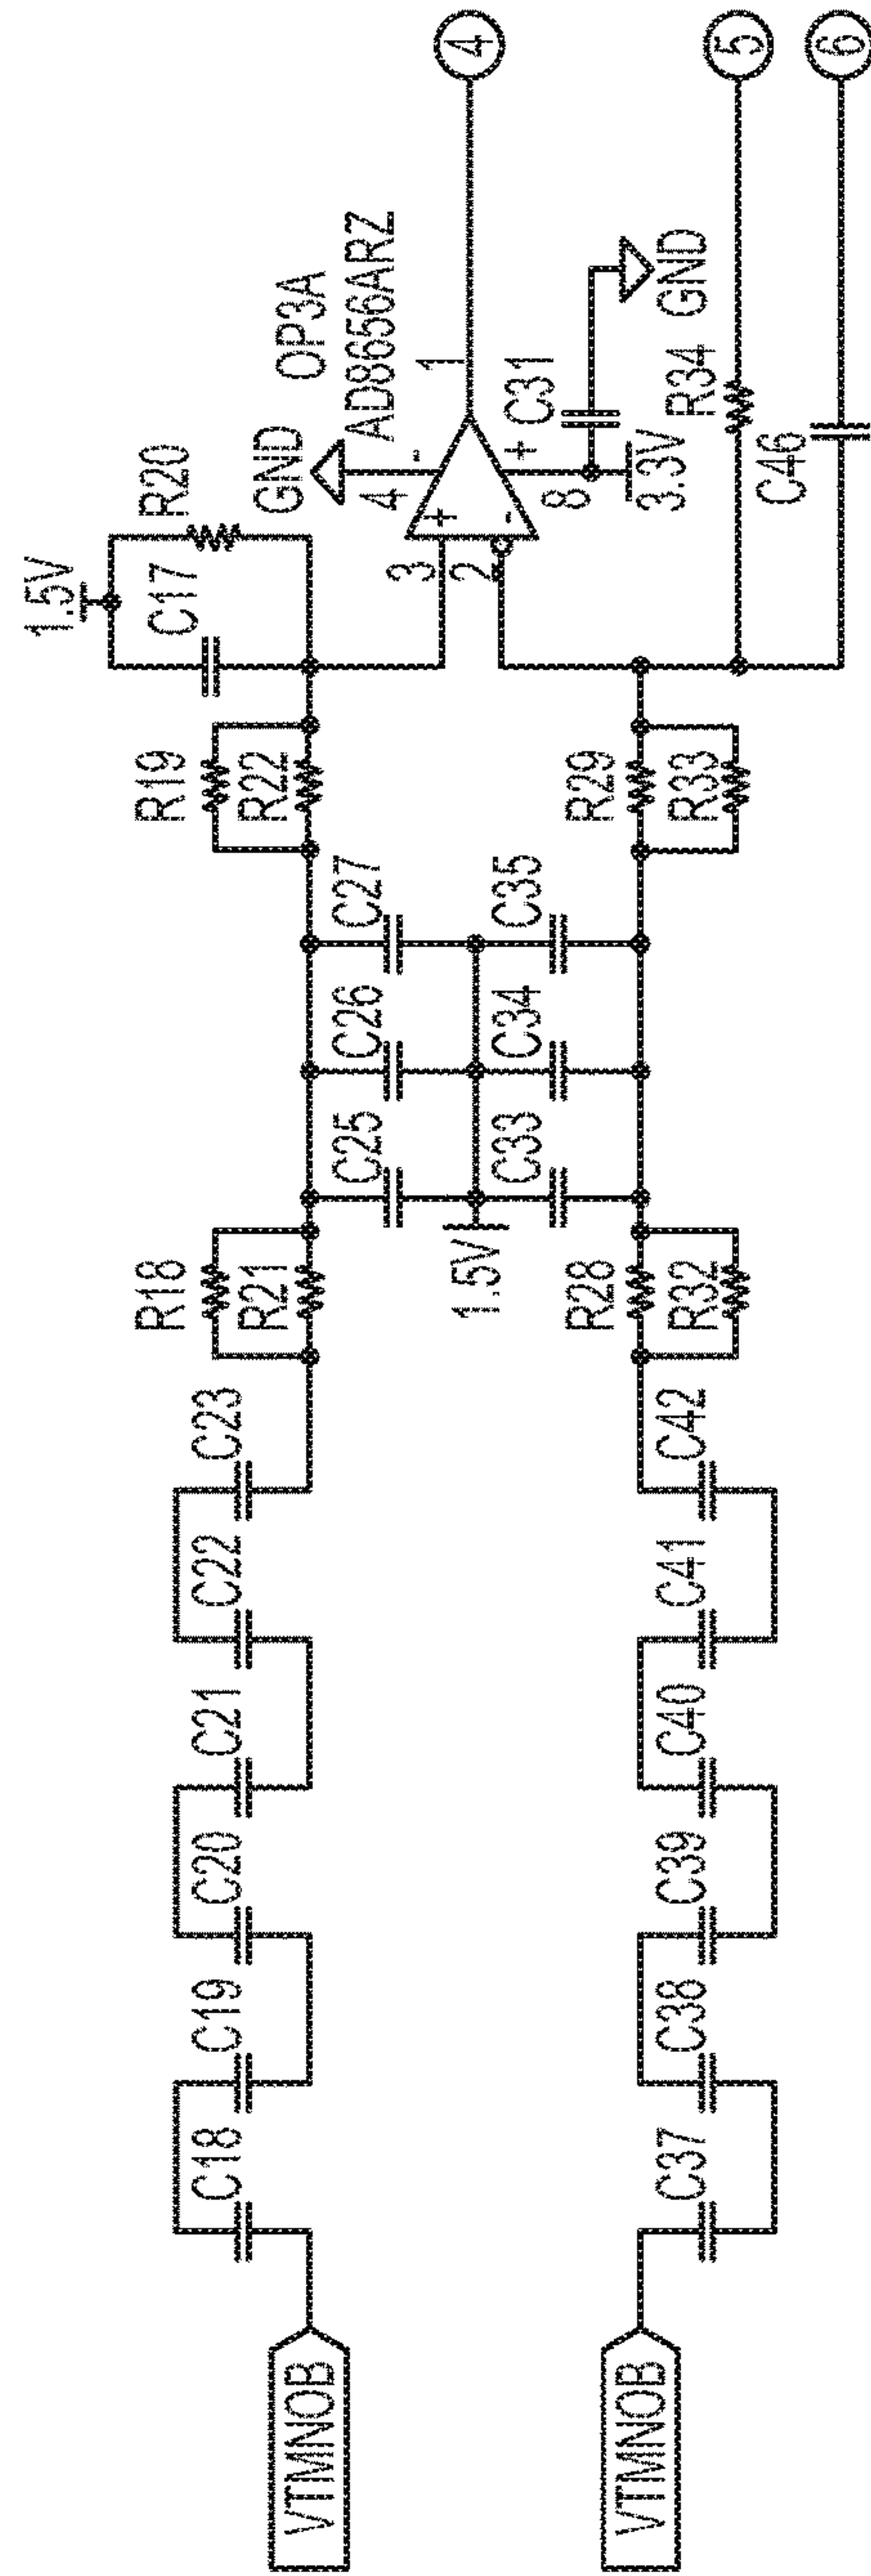 VTMNOB
C18
C19
C20
C21
C22
C23
R18
R21
C25
C26
C27
R19
R22
1.5V
C17
R20
GND
OP3A
AD8656ARZ
4
-
3
+
1
4
2
-
8
+
C31
3.3V
GND
1.5V
C33
C34
C35
VTMNOB
C37
C38
C39
C40
C41
C42
R28
R32
R29
R33
R34
5
C46
6